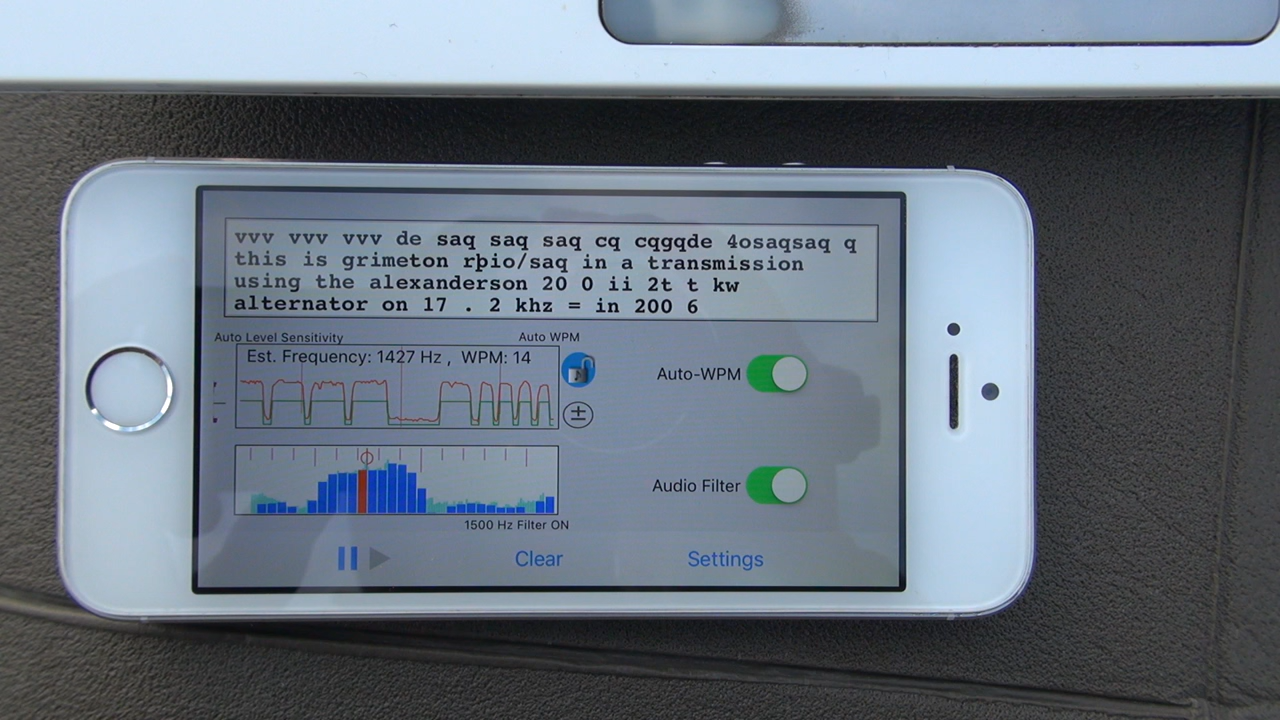 vvv vvv vvv de saq saq saq cq cqgqde 4osaqsaq q
this is grimeton rþio/saq in a transmission
using the alexanderson 20 0 ii 2t t kw
alternator on 17 . 2 khz = in 200 6
Auto Level Sensitivity
Auto WPM
Est. Frequency: 1427 Hz , WPM: 14
A
±
Auto-WPM
Audio Filter
1500 Hz Filter ON
Clear
Settings